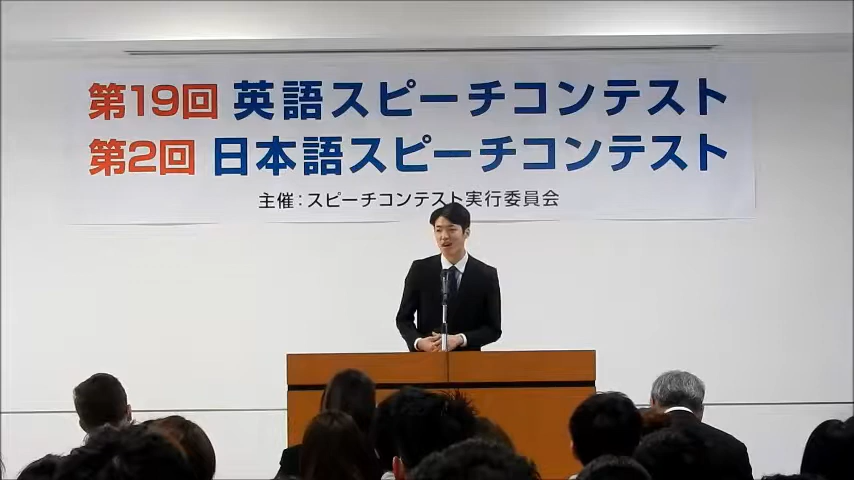 第19回 英語スピーチコンテスト
第2回 日本語スピーチコンテスト
主催：スピーチコンテスト実行委員会